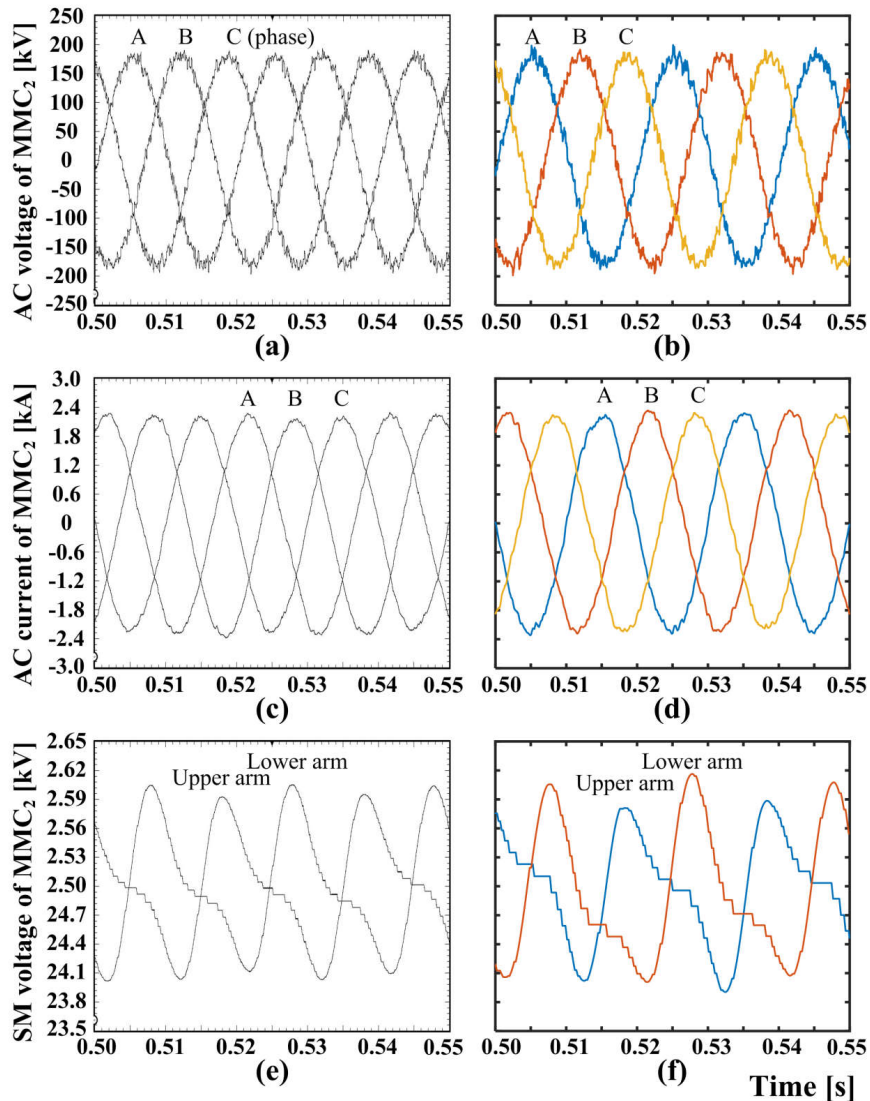 AC voltage of MMC₂ [kV]
250
200
150
100
50
0
-50
-100
-150
-200
-250
A B C (phase)
0.50 0.51 0.52 0.53 0.54 0.55
(a)
A B C
0.50 0.51 0.52 0.53 0.54 0.55
(b)
AC current of MMC₂ [kA]
3.0
2.4
1.8
1.2
0.6
0
-0.6
-1.2
-1.8
-2.4
-3.0
A B C
0.50 0.51 0.52 0.53 0.54 0.55
(c)
A B C
0.50 0.51 0.52 0.53 0.54 0.55
(d)
SM voltage of MMC₂ [kV]
2.65
2.62
2.59
2.56
2.53
2.50
24.7
24.4
24.1
23.8
23.5
Lower arm
Upper arm
0.50 0.51 0.52 0.53 0.54 0.55
(e)
Lower arm
Upper arm
0.50 0.51 0.52 0.53 0.54 0.55
(f)
Time [s]